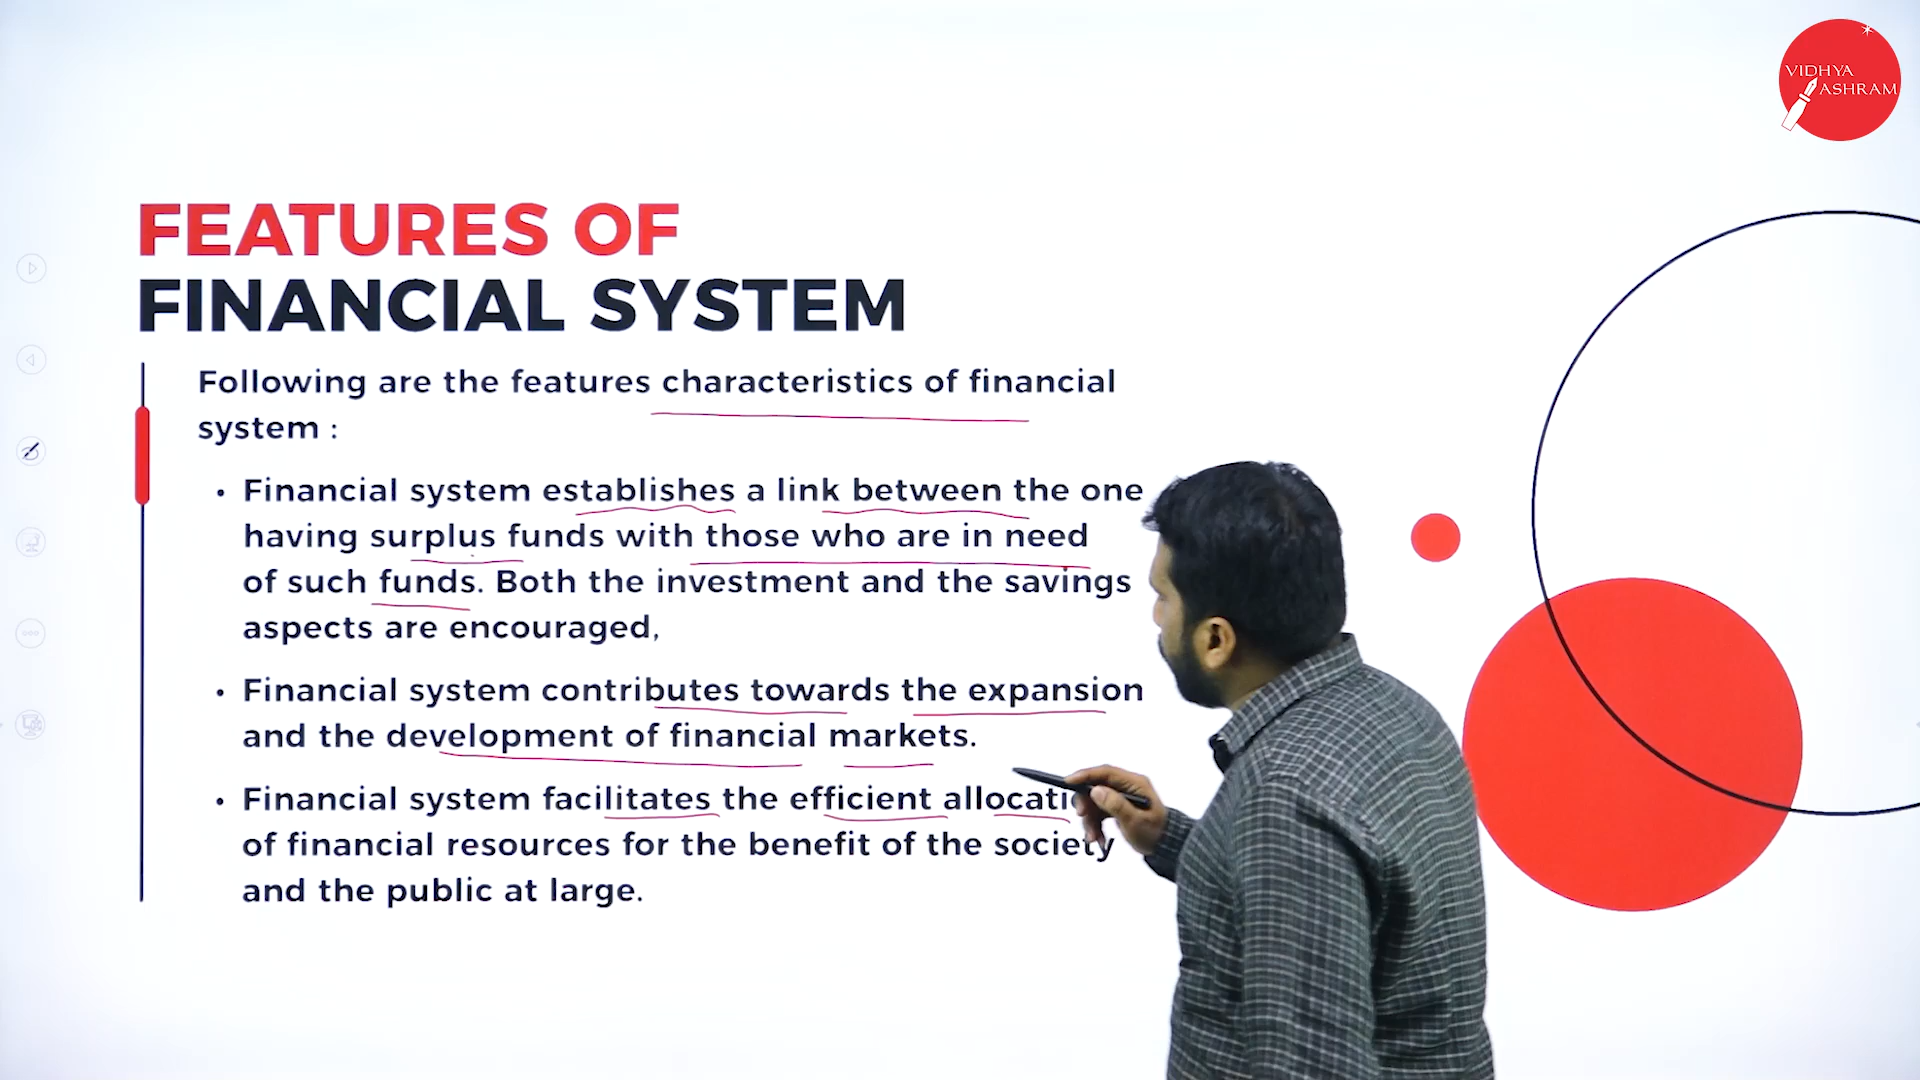 VIDHYA
ASHRAM
FEATURES OF
FINANCIAL SYSTEM
Following are the features characteristics of financial
system :
• Financial system establishes a link between the one
having surplus funds with those who are in need
of such funds. Both the investment and the savings
aspects are encouraged,
• Financial system contributes towards the expansion
and the development of financial markets.
• Financial system facilitates the efficient
of financial resources for the benefit of the society
and the public at large.